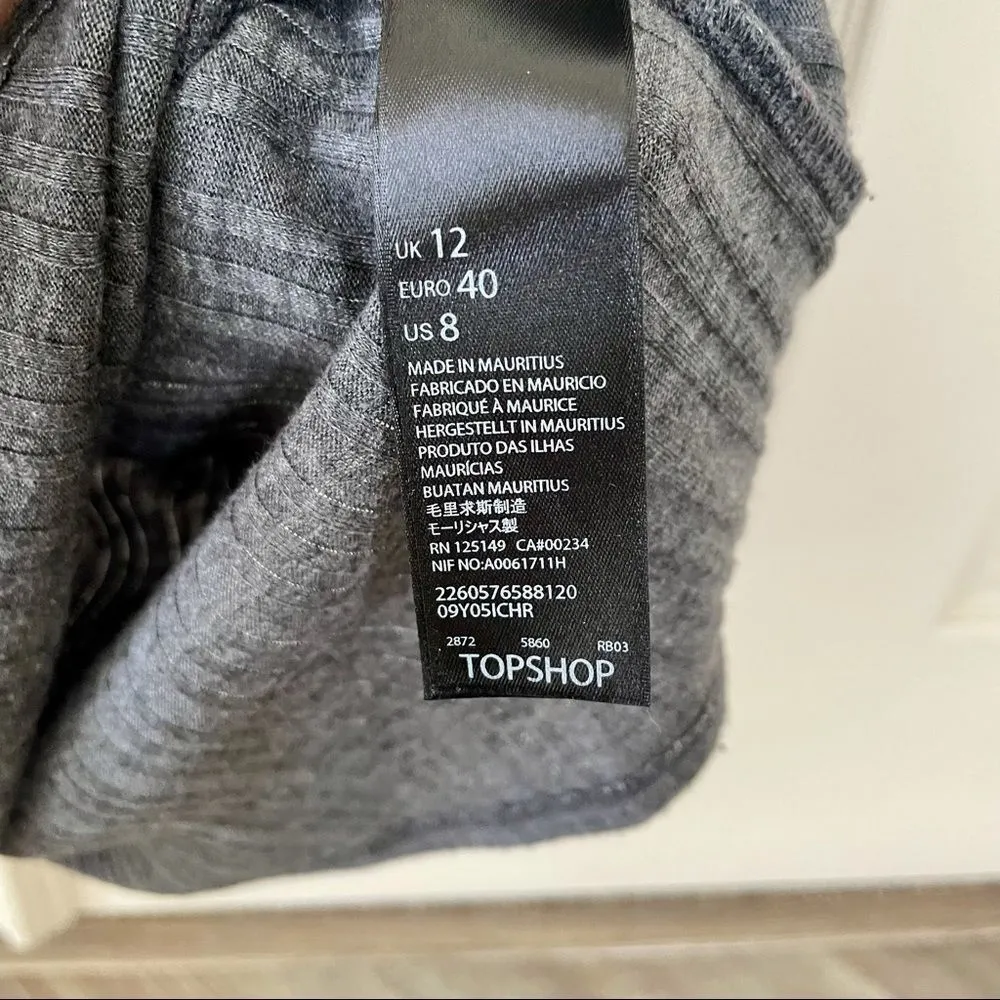 UK 12
EURO 40
US 8
MADE IN MAURITIUS
FABRICADO EN MAURICIO
FABRIQUÉ À MAURICE
HERGESTELLT IN MAURITIUS
PRODUTO DAS ILHAS
MAURÍCIAS
BUATAN MAURITIUS
毛里求斯制造
モーリシャス製
RN 125149 CA#00234
NIF NO:A0061711H
2260576588120
09Y05ICHR
2872 5860 RB03
TOPSHOP